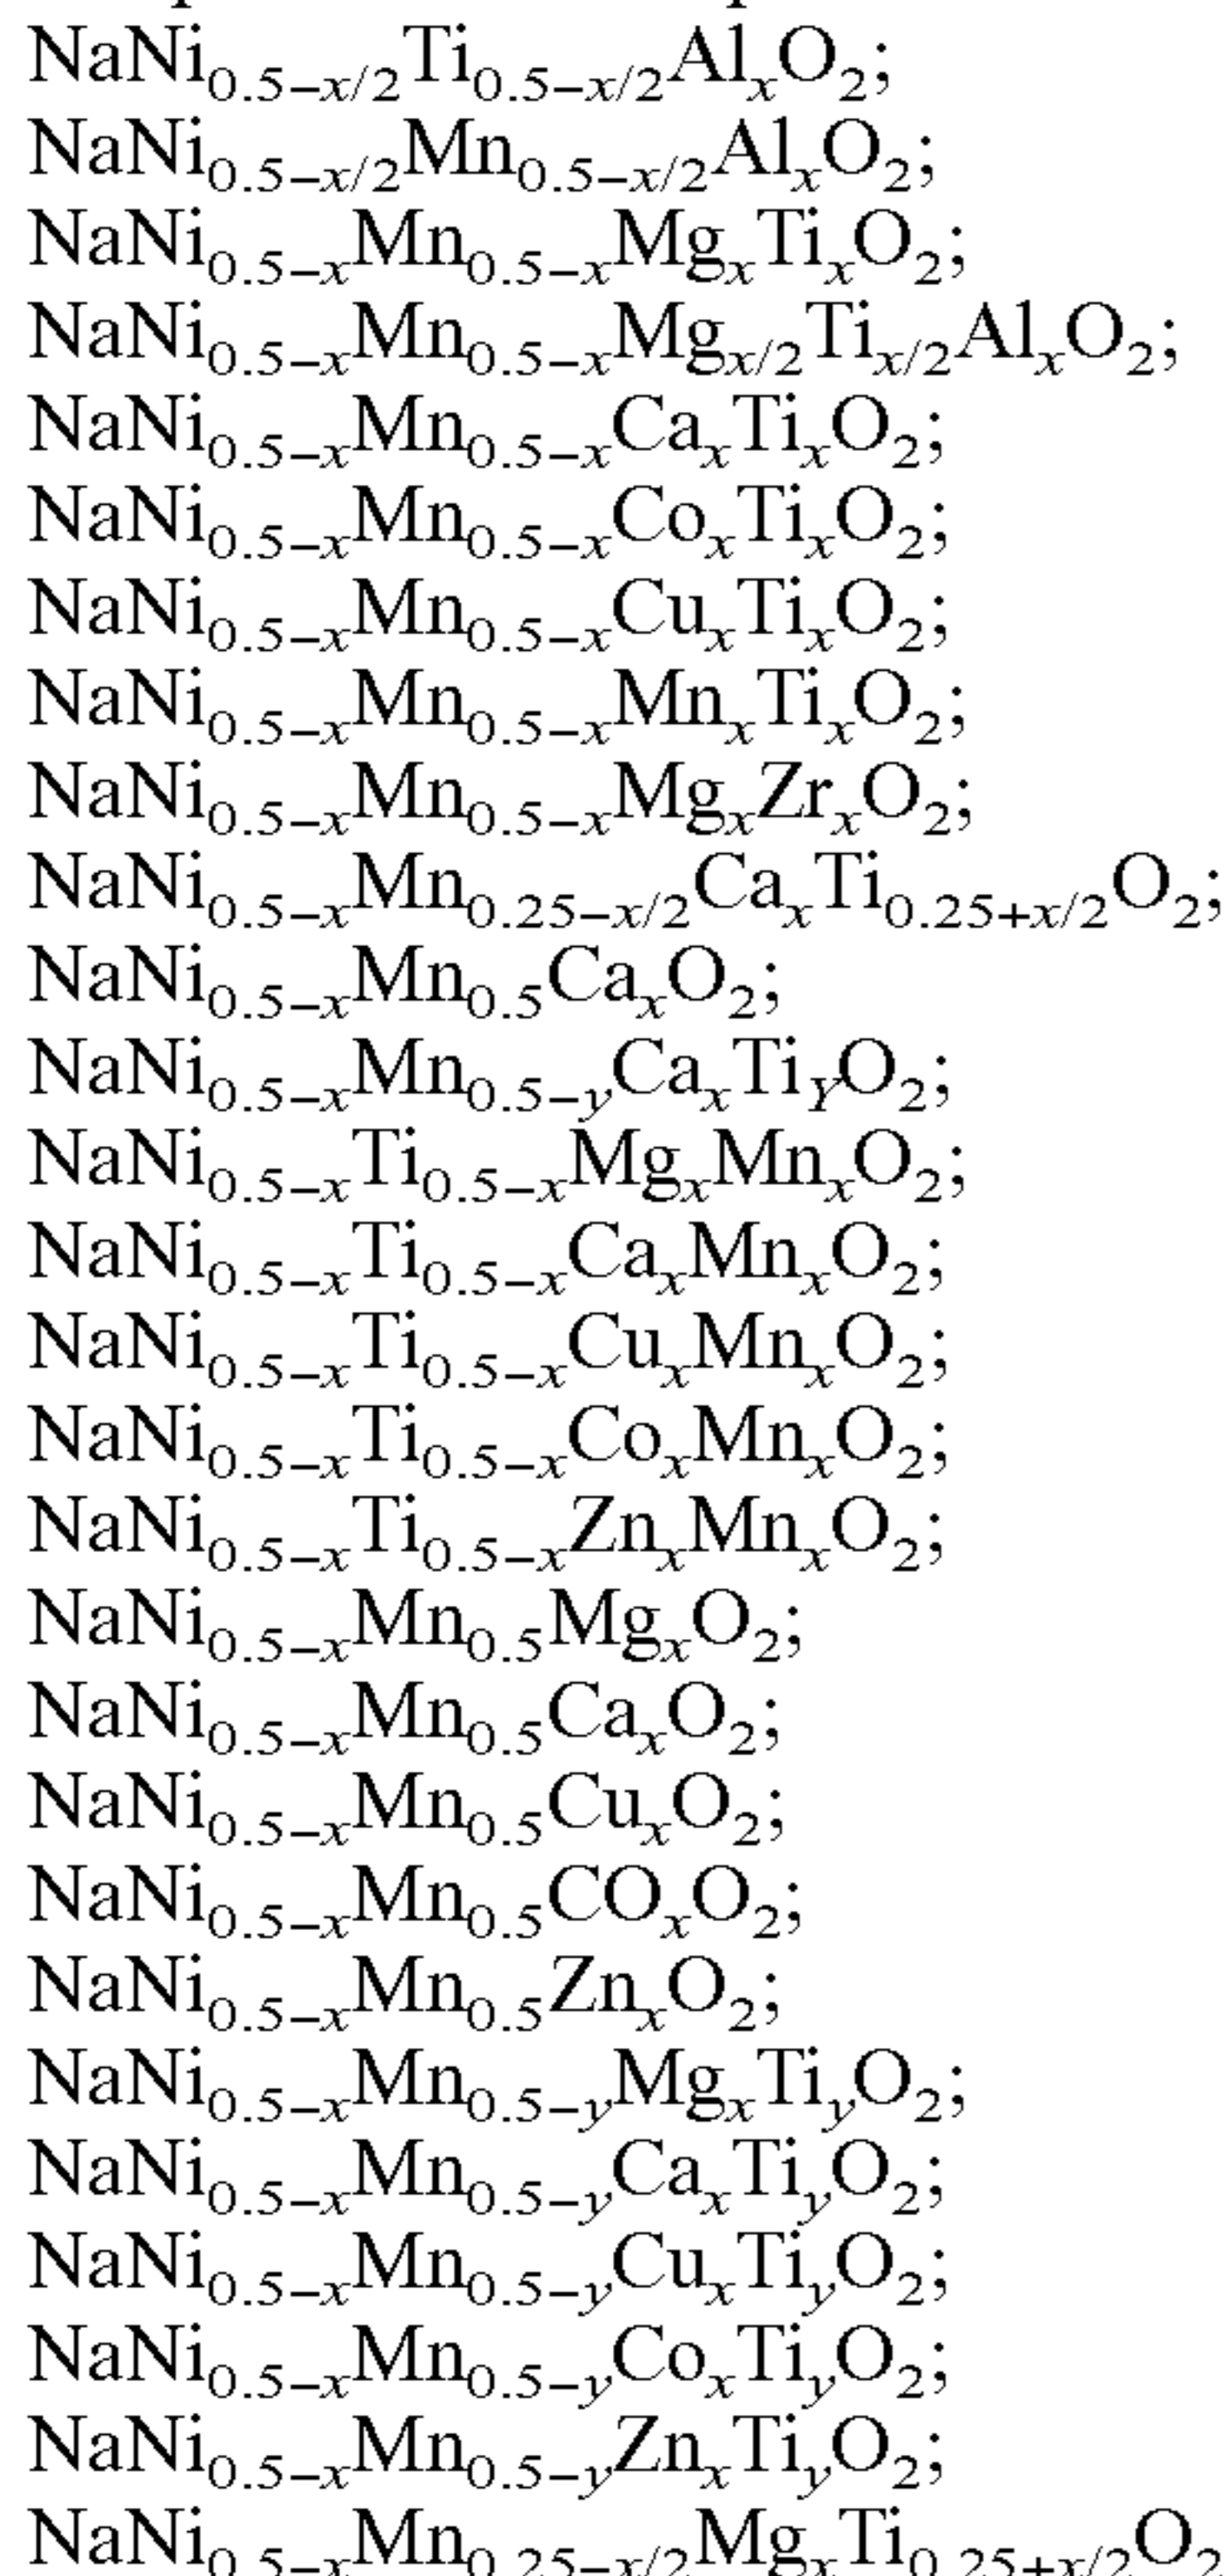 NaNi0.5−x/2Ti0.5−x/2AlxO2;
NaNi0.5−x/2Mn0.5−x/2AlxO2;
NaNi0.5−xMn0.5−xMgxTixO2;
NaNi0.5−xMn0.5−xMgx/2Tix/2AlxO2;
NaNi0.5−xMn0.5−xCaxTixO2;
NaNi0.5−xMn0.5−xCoxTixO2;
NaNi0.5−xMn0.5−xCuxTixO2;
NaNi0.5−xMn0.5−xMnxTixO2;
NaNi0.5−xMn0.5−xMgxZrxO2;
NaNi0.5−xMn0.25−x/2CaxTi0.25+x/2O2;
NaNi0.5−xMn0.5CaxO2;
NaNi0.5−xMn0.5−yCaxTiYO2;
NaNi0.5−xTi0.5−xMgxMnxO2;
NaNi0.5−xTi0.5−xCaxMnxO2;
NaNi0.5−xTi0.5−xCuxMnxO2;
NaNi0.5−xTi0.5−xCoxMnxO2;
NaNi0.5−xTi0.5−xZnxMnxO2;
NaNi0.5−xMn0.5MgxO2;
NaNi0.5−xMn0.5CaxO2;
NaNi0.5−xMn0.5CuxO2;
NaNi0.5−xMn0.5COxO2;
NaNi0.5−xMn0.5ZnxO2;
NaNi0.5−xMn0.5−yMgxTiyO2;
NaNi0.5−xMn0.5−yCaxTiyO2;
NaNi0.5−xMn0.5−yCuxTiyO2;
NaNi0.5−xMn0.5−yCoxTiyO2;
NaNi0.5−xMn0.5−yZnxTiyO2;
NaNi0.5−xMn0.25−x/2MgxTi0.25+x/2O2